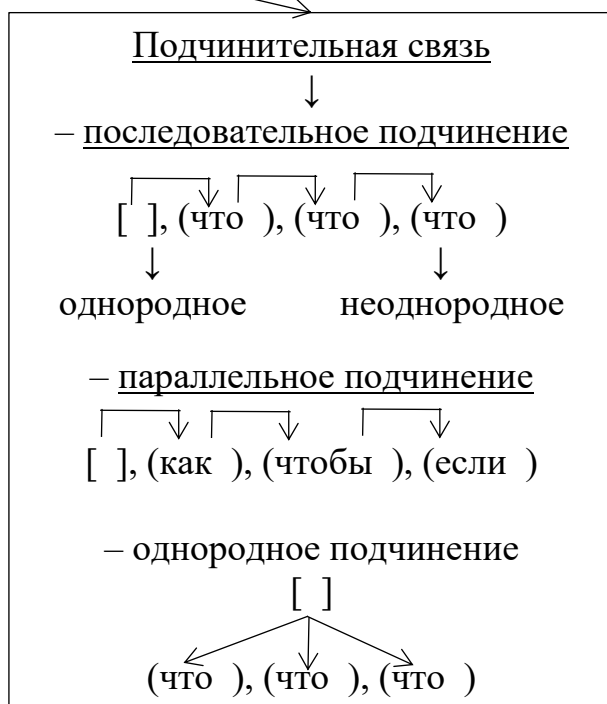 Подчинительная связь
↓
– последовательное подчинение
[ ], (что ), (что ), (что )
↓ ↓
однородное неоднородное
– параллельное подчинение
[ ], (как ), (чтобы ), (если )
– однородное подчинение
[ ]
(что ), (что ), (что )